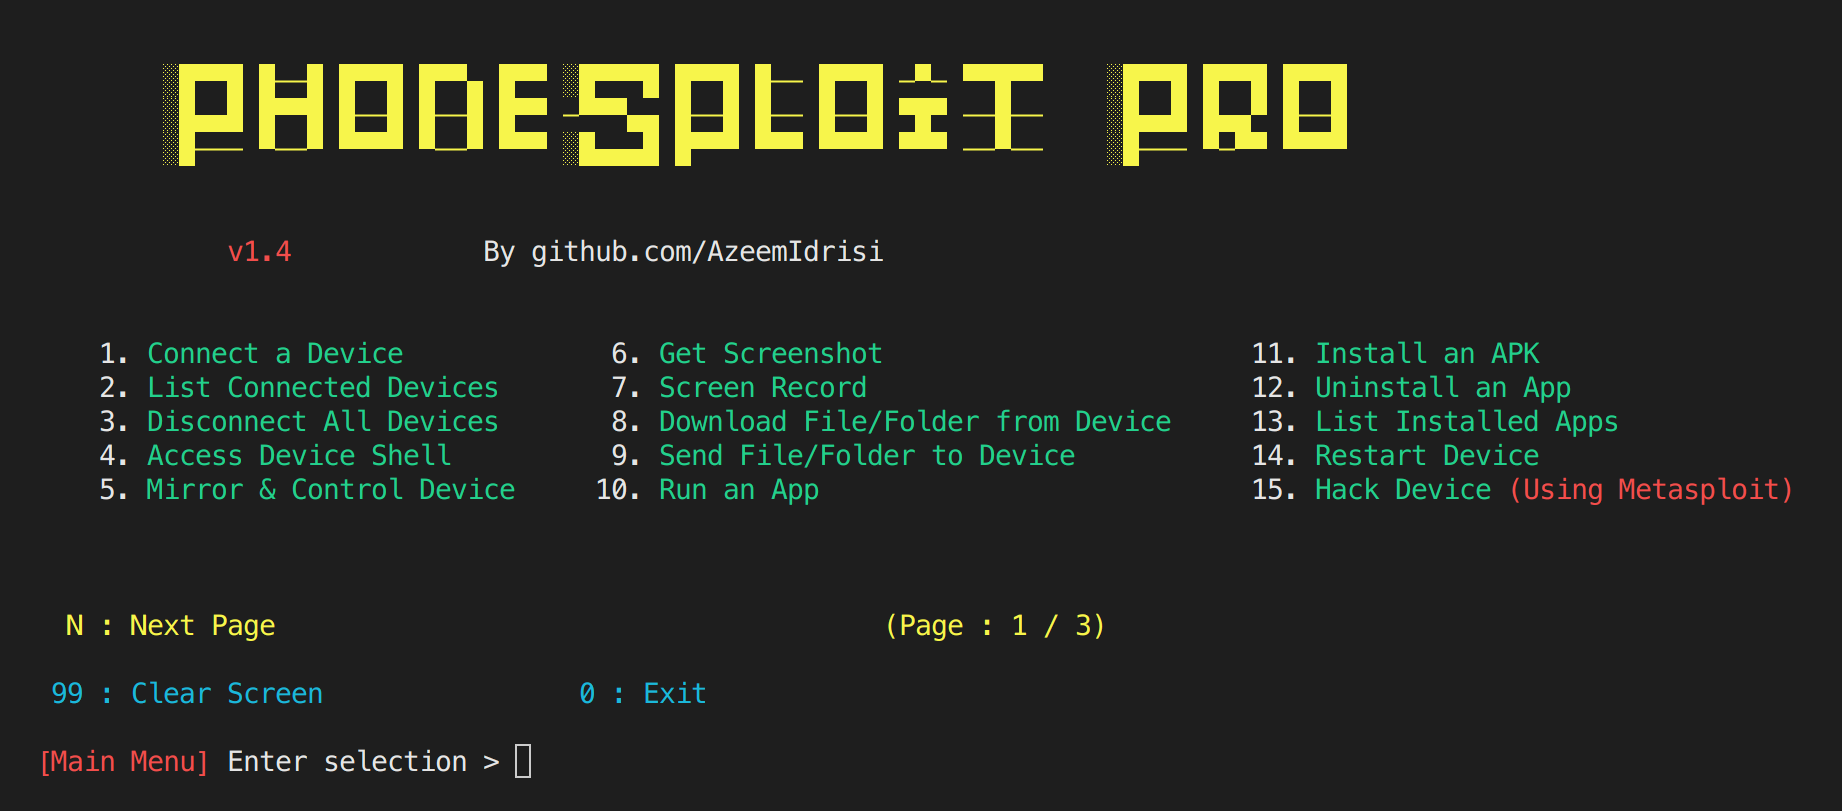 PHONESPLOIT PRO
v1.4 By github.com/AzeemIdrisi
1. Connect a Device 6. Get Screenshot 11. Install an APK
2. List Connected Devices 7. Screen Record 12. Uninstall an App
3. Disconnect All Devices 8. Download File/Folder from Device 13. List Installed Apps
4. Access Device Shell 9. Send File/Folder to Device 14. Restart Device
5. Mirror & Control Device 10. Run an App 15. Hack Device (Using Metasploit)
N : Next Page (Page : 1 / 3)
99 : Clear Screen 0 : Exit
[Main Menu] Enter selection >